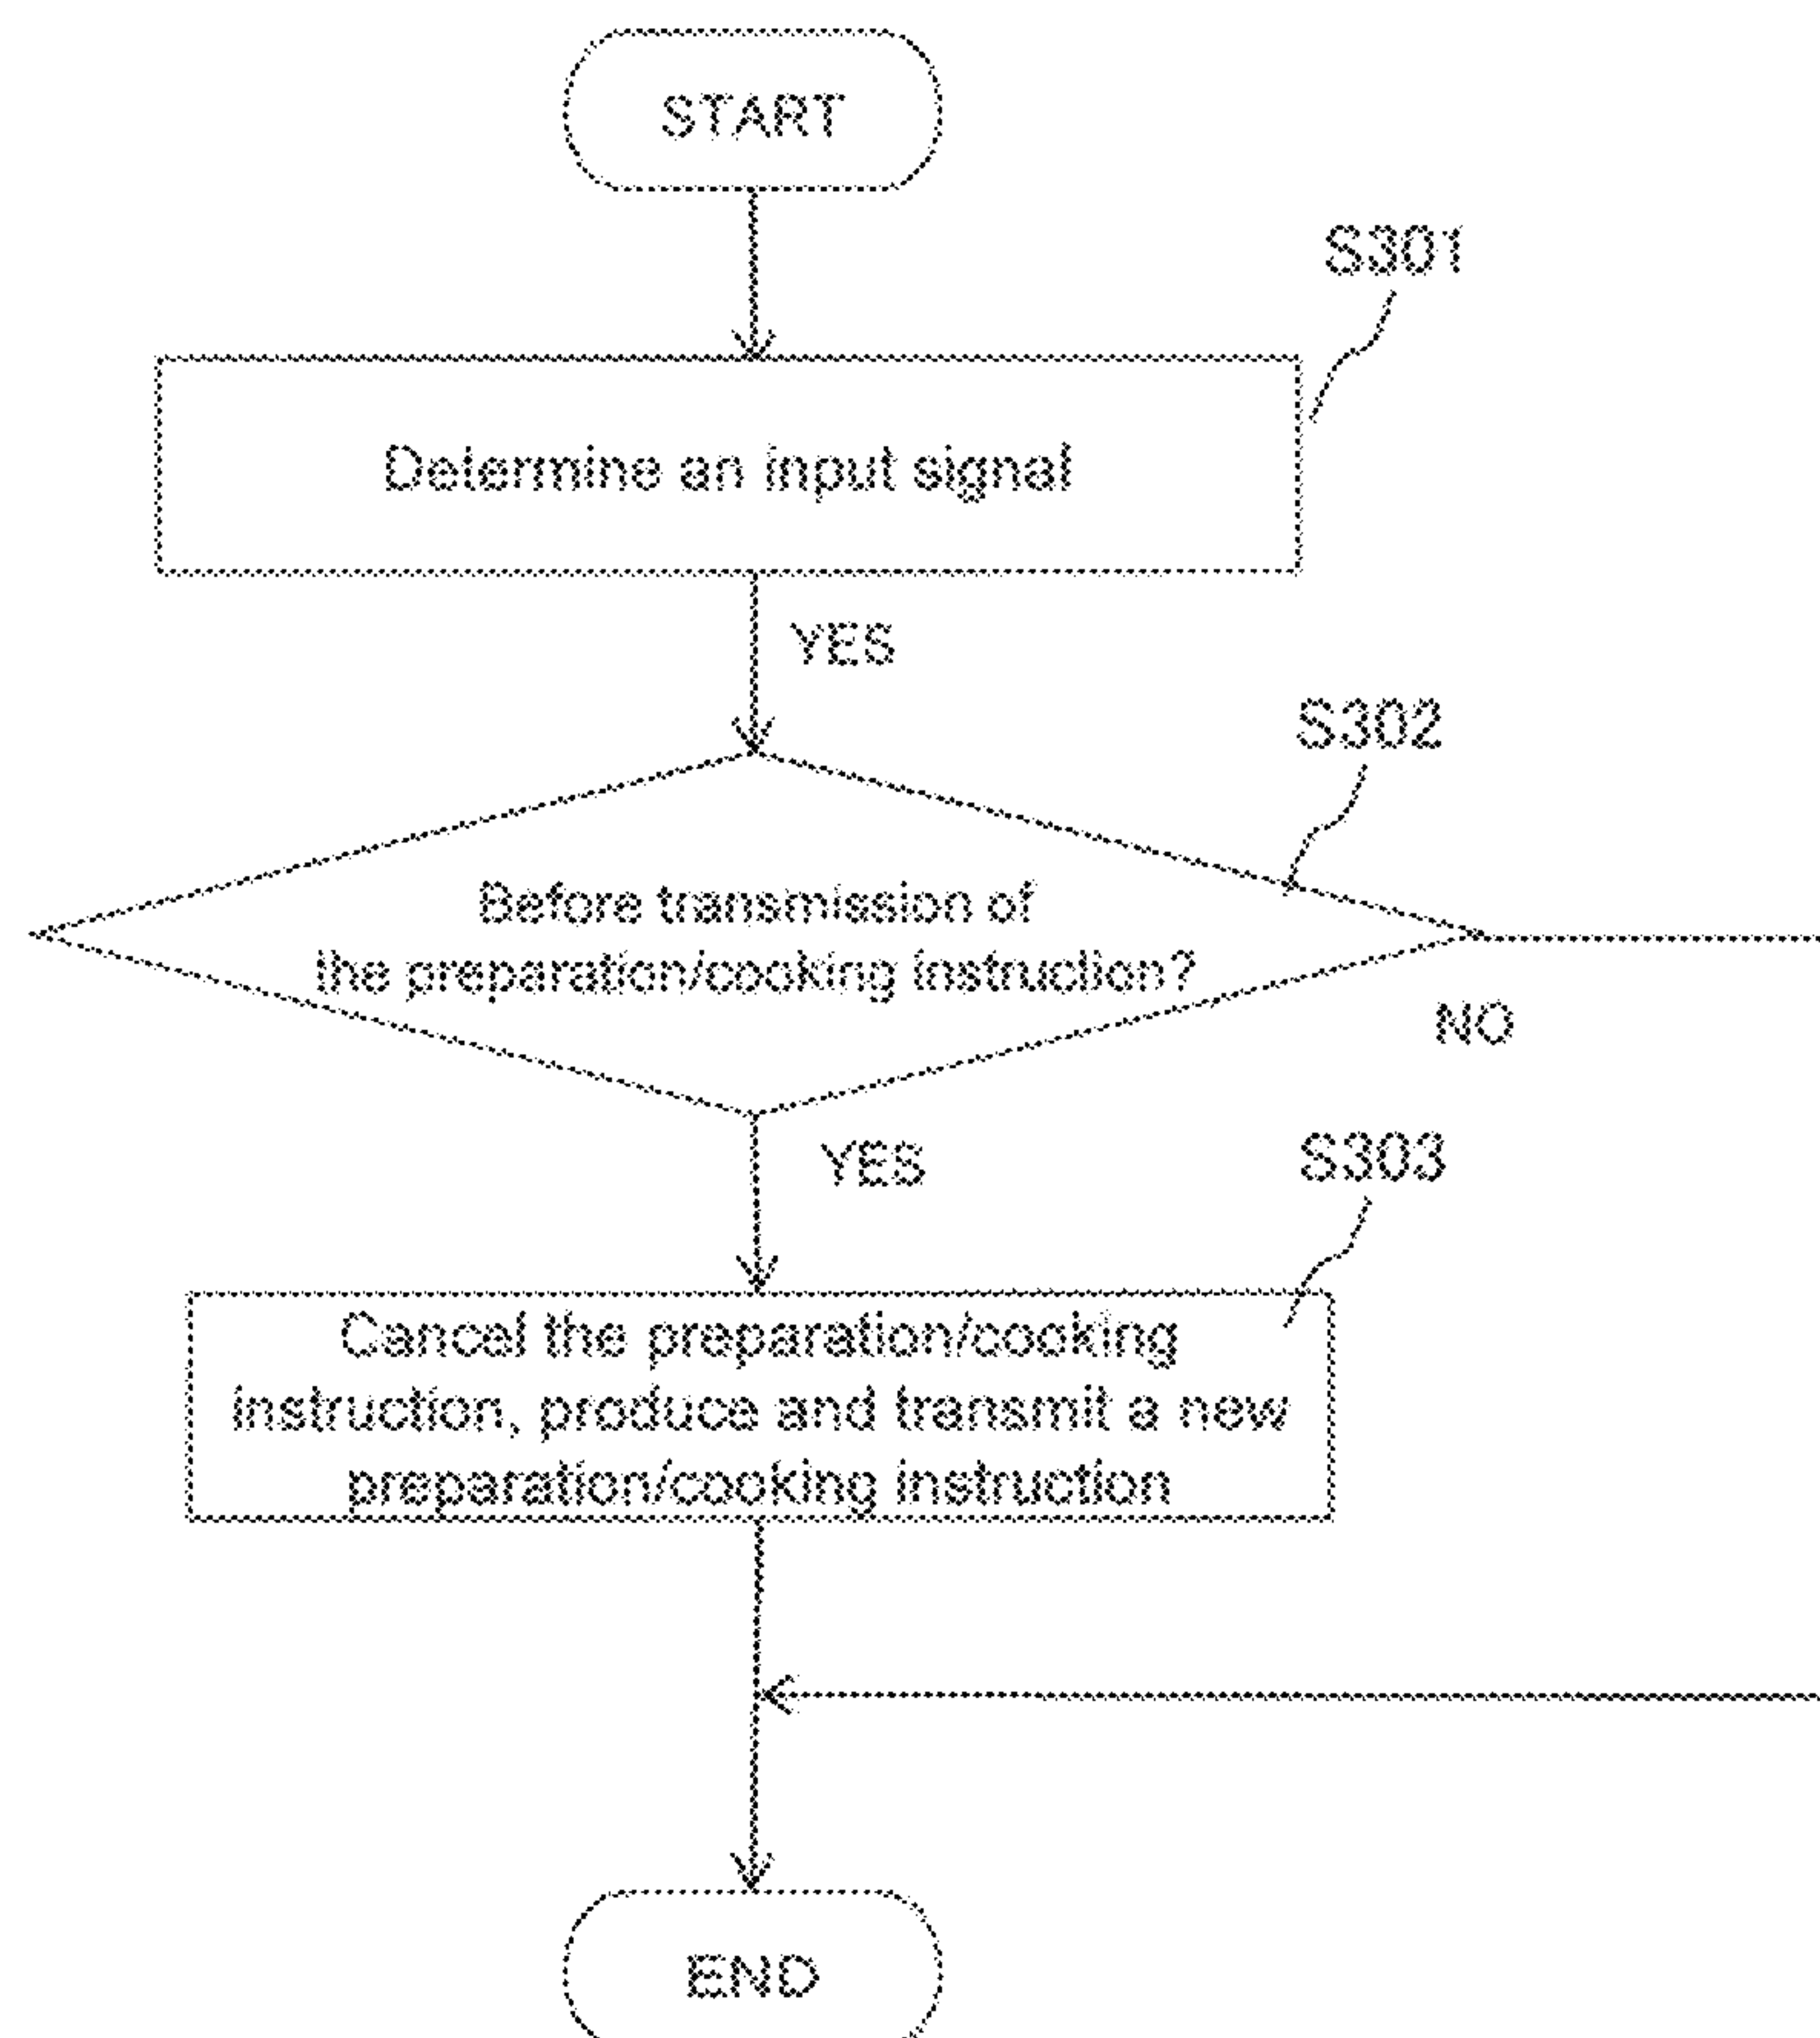 START
S301
Determine an input signal
YES
S302
Before transmission of
the preparation/cooking instruction?
NO
YES
S303
Cancel the preparation/cooking
instruction, produce and transmit a new
preparation/cooking instruction
END